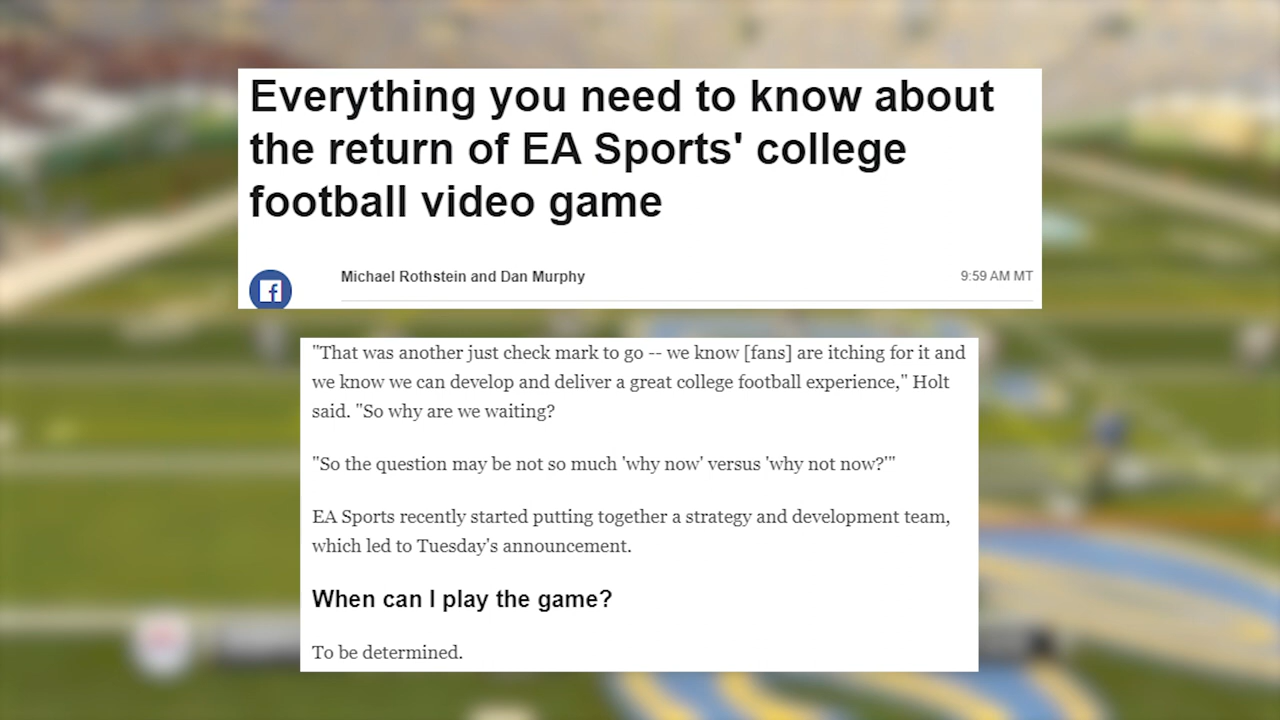 Everything you need to know about
the return of EA Sports' college
football video game
Michael Rothstein and Dan Murphy
9:59 AM MT
"That was another just check mark to go -- we know [fans] are itching for it and
we know we can develop and deliver a great college football experience," Holt
said. "So why are we waiting?
"So the question may be not so much 'why now' versus 'why not now?'"
EA Sports recently started putting together a strategy and development team,
which led to Tuesday's announcement.
When can I play the game?
To be determined.